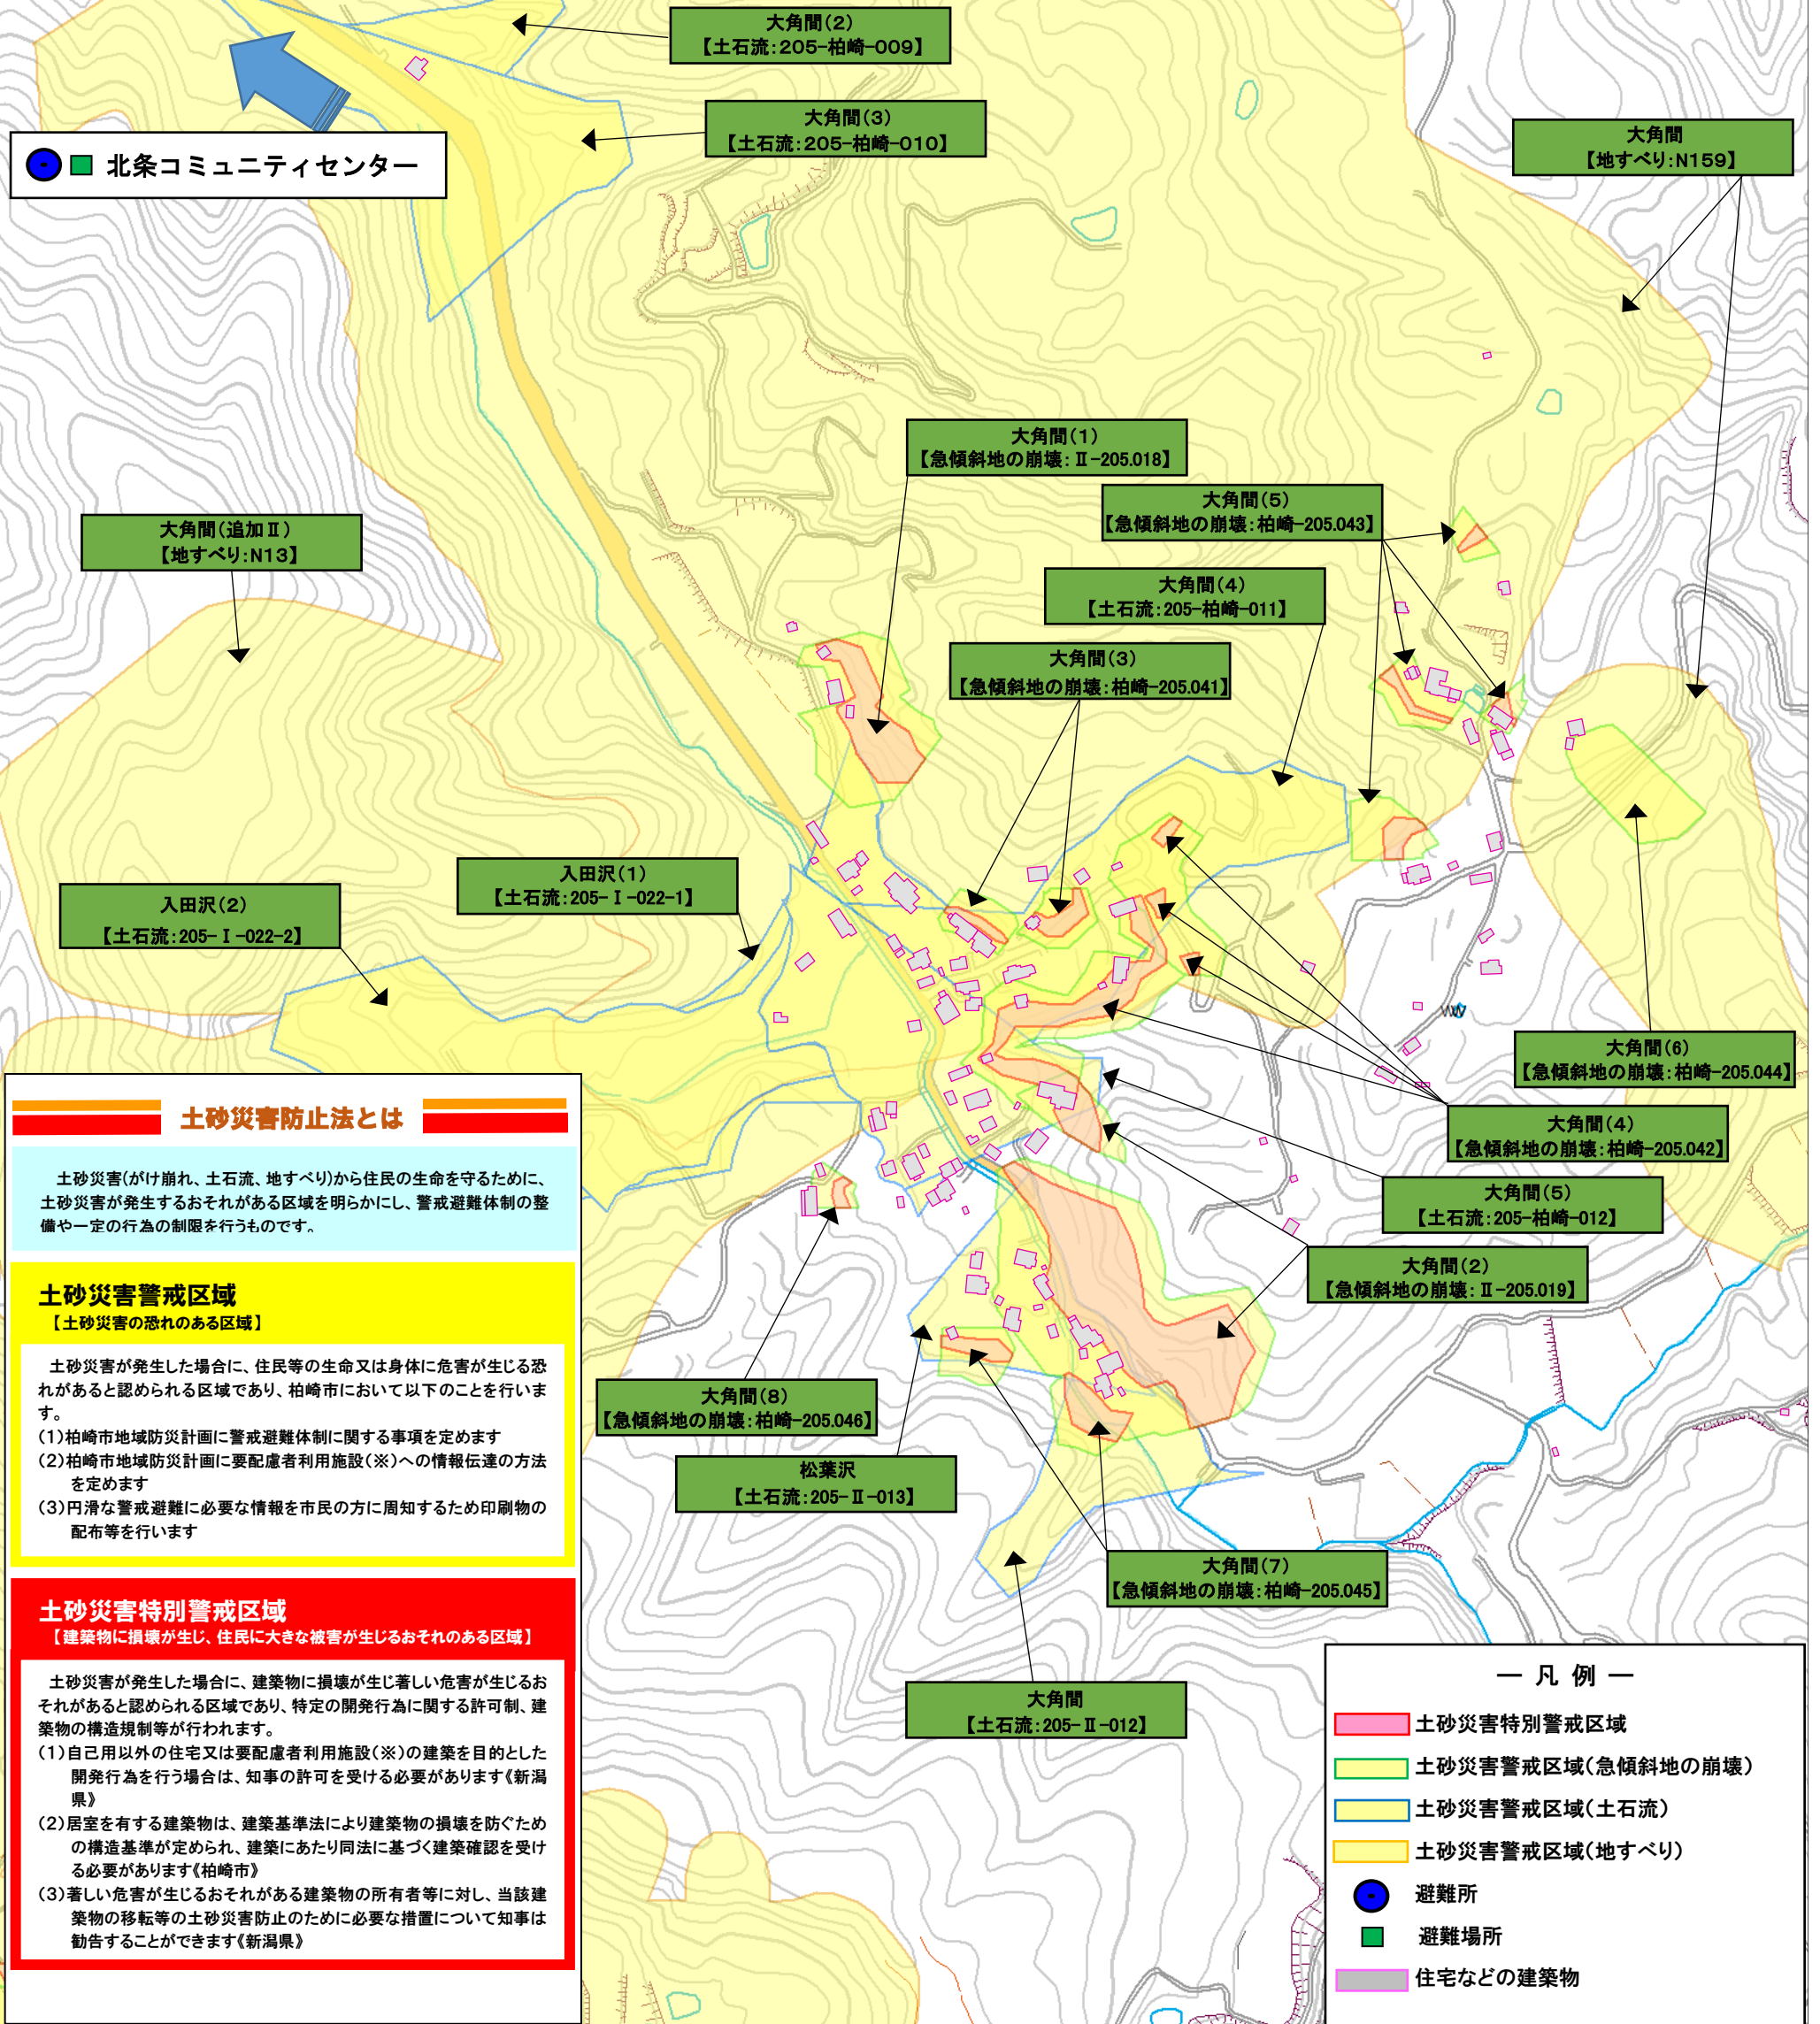 大角間(2)
【土石流:205-柏崎-009】
大角間(3)
【土石流:205-柏崎-010】
大角間
【地すべり:N159】
北条コミュニティセンター
大角間(1)
【急傾斜地の崩壊:Ⅱ-205.018】
大角間(5)
【急傾斜地の崩壊:柏崎-205.043】
大角間(追加Ⅱ)
【地すべり:N13】
大角間(4)
【土石流:205-柏崎-011】
大角間(3)
【急傾斜地の崩壊:柏崎-205.041】
入田沢(1)
【土石流:205-Ⅰ-022-1】
入田沢(2)
【土石流:205-Ⅰ-022-2】
大角間(6)
【急傾斜地の崩壊:柏崎-205.044】
大角間(4)
【急傾斜地の崩壊:柏崎-205.042】
大角間(5)
【土石流:205-柏崎-012】
大角間(2)
【急傾斜地の崩壊:Ⅱ-205.019】
大角間(8)
【急傾斜地の崩壊:柏崎-205.046】
松葉沢
【土石流:205-Ⅱ-013】
大角間(7)
【急傾斜地の崩壊:柏崎-205.045】
大角間
【土石流:205-Ⅱ-012】
土砂災害防止法とは
土砂災害(がけ崩れ、土石流、地すべり)から住民の生命を守るために、
土砂災害が発生するおそれがある区域を明らかにし、警戒避難体制の整
備や一定の行為の制限を行うものです。
土砂災害警戒区域
【土砂災害の恐れのある区域】
土砂災害が発生した場合に、住民等の生命又は身体に危害が生じる恐
れがあると認められる区域であり、柏崎市において以下のことを行いま
す。
(1)柏崎市地域防災計画に警戒避難体制に関する事項を定めます
(2)柏崎市地域防災計画に要配慮者利用施設(※)への情報伝達の方法
を定めます
(3)円滑な警戒避難に必要な情報を市民の方に周知するため印刷物の
配布等を行います
土砂災害特別警戒区域
【建築物に損壊が生じ、住民に大きな被害が生じるおそれのある区域】
土砂災害が発生した場合に、建築物に損壊が生じ著しい危害が生じるお
それがあると認められる区域であり、特定の開発行為に関する許可制、建
築物の構造規制等が行われます。
(1)自己用以外の住宅又は要配慮者利用施設(※)の建築を目的とした
開発行為を行う場合は、知事の許可を受ける必要があります《新潟
県》
(2)居室を有する建築物は、建築基準法により建築物の損壊を防ぐため
の構造基準が定められ、建築にあたり同法に基づく建築確認を受け
る必要があります《柏崎市》
(3)著しい危害が生じるおそれがある建築物の所有者等に対し、当該建
築物の移転等の土砂災害防止のために必要な措置について知事は
勧告することができます《新潟県》
― 凡 例 ―
土砂災害特別警戒区域
土砂災害警戒区域(急傾斜地の崩壊)
土砂災害警戒区域(土石流)
土砂災害警戒区域(地すべり)
避難所
避難場所
住宅などの建築物